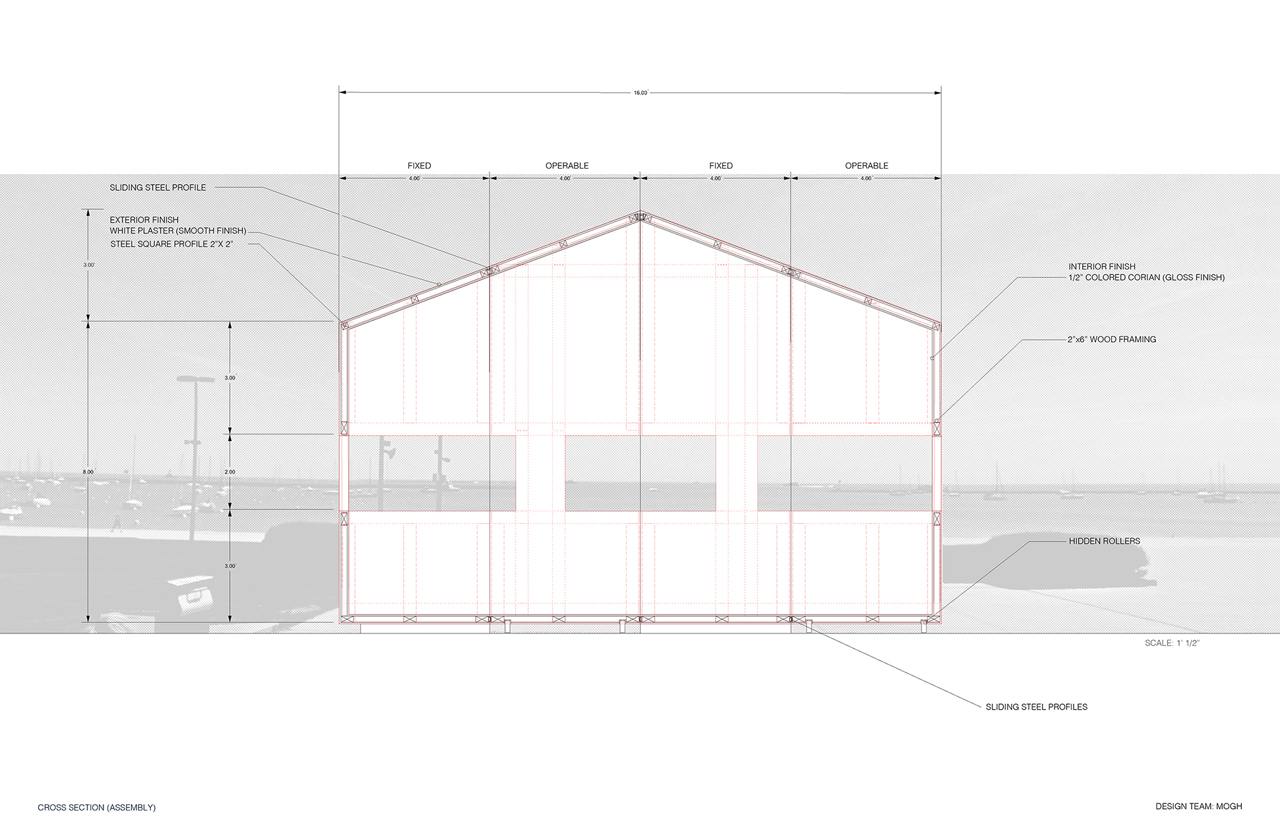 16.00'
FIXED OPERABLE FIXED OPERABLE
4.00' 4.00' 4.00' 4.00'
SLIDING STEEL PROFILE
EXTERIOR FINISH
WHITE PLASTER (SMOOTH FINISH)
STEEL SQUARE PROFILE 2"X 2"
3.00'
INTERIOR FINISH
1/2" COLORED CORIAN (GLOSS FINISH)
2"x6" WOOD FRAMING
3.00'
8.00'
2.00'
3.00'
HIDDEN ROLLERS
SCALE: 1' 1/2"
SLIDING STEEL PROFILES
CROSS SECTION (ASSEMBLY)
DESIGN TEAM: MOGH